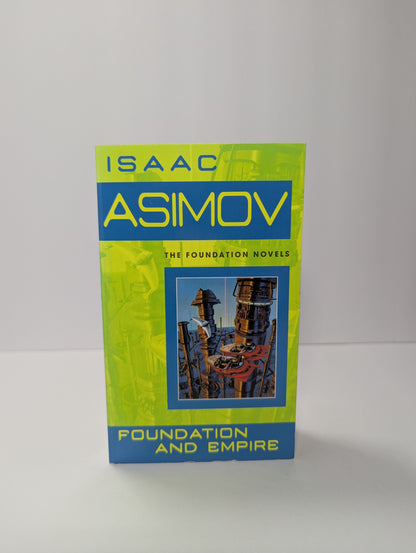 ISAAC
ASIMOV
THE FOUNDATION NOVELS
FOUNDATION
AND EMPIRE